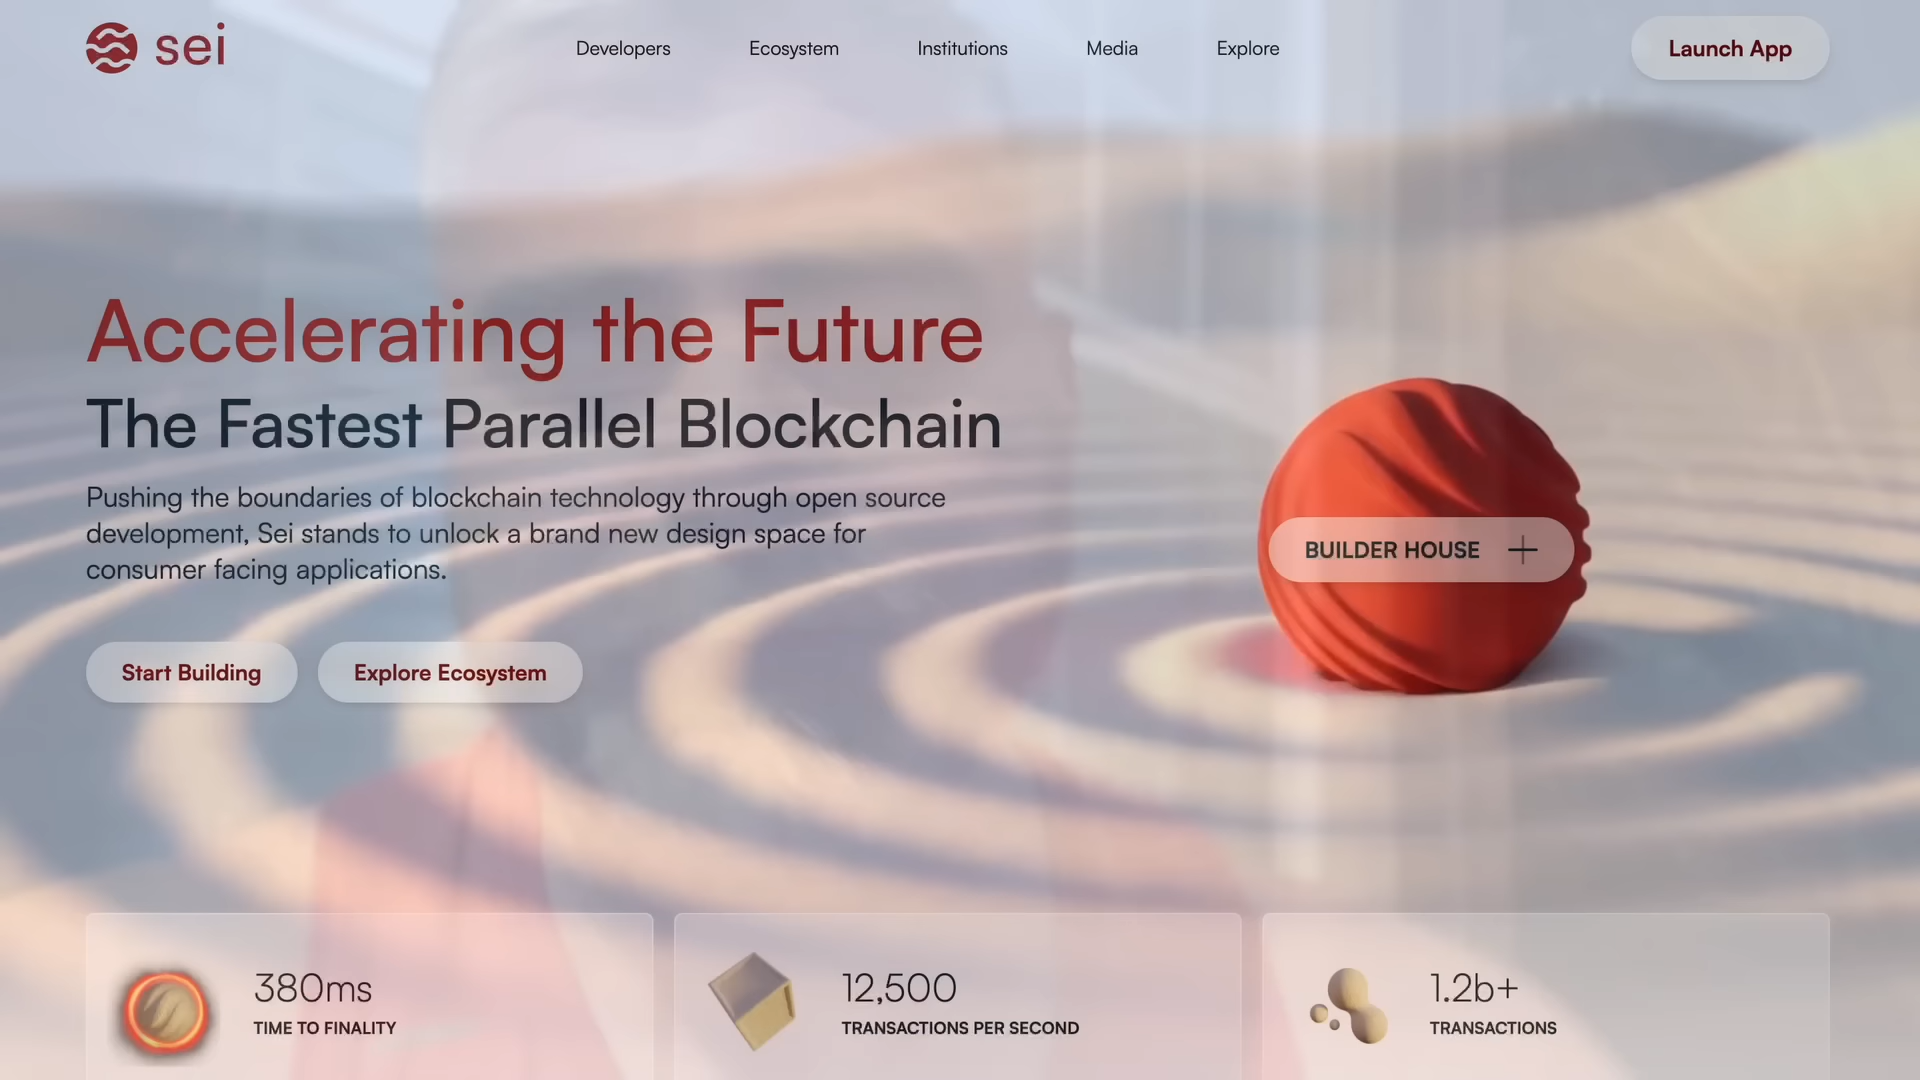 sei
Developers
Ecosystem
Institutions
Media
Explore
Launch App
Accelerating the Future
The Fastest Parallel Blockchain
Pushing the boundaries of blockchain technology through open source
development, Sei stands to unlock a brand new design space for
consumer facing applications.
BUILDER HOUSE
Start Building
Explore Ecosystem
380ms
TIME TO FINALITY
12,500
TRANSACTIONS PER SECOND
1.2b+
TRANSACTIONS